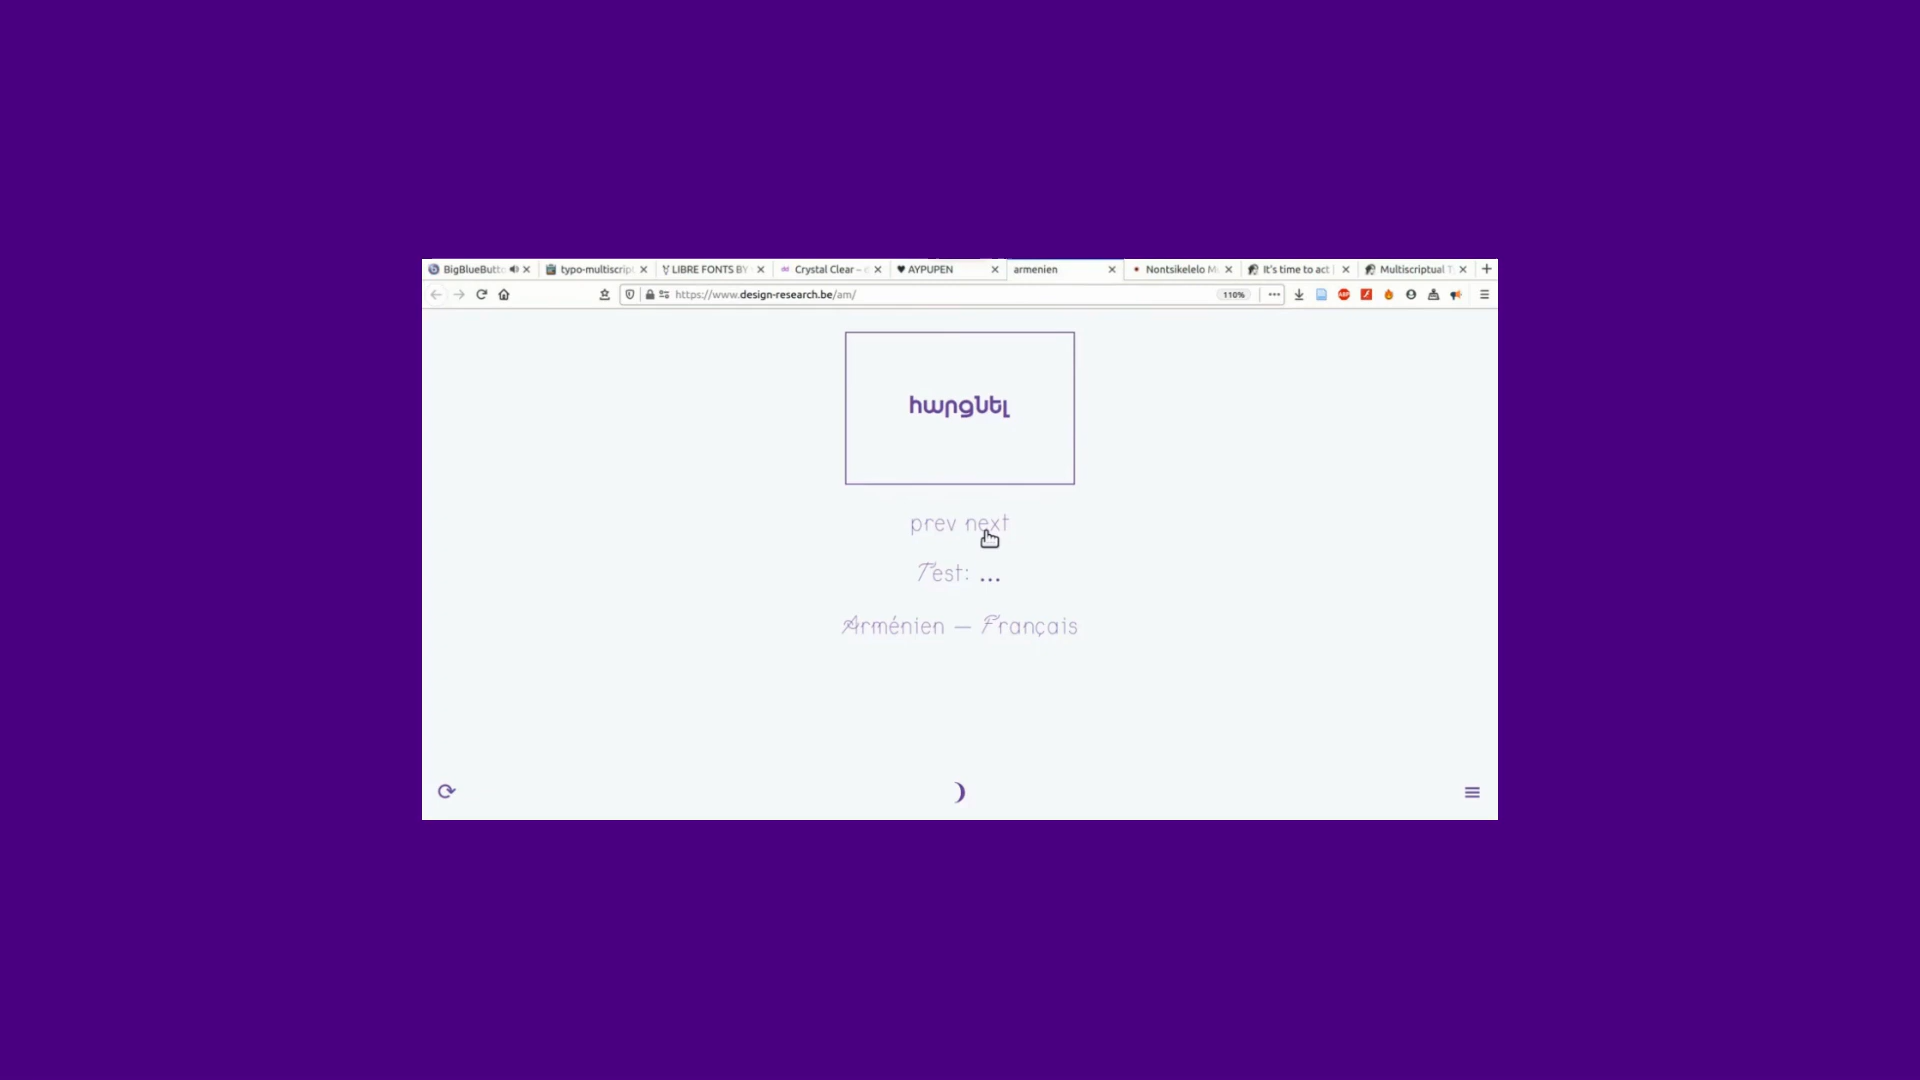 BigBlueButt
typo-multiscrip
LIBRE FONTS BY
Crystal Clear –
AYPUPEN
armenien
Nontsikelelo M
It's time to act
Multiscriptual T
https://www.design-research.be/am/
110%
հարցնել
prev next
Test: ...
Arménien — Français